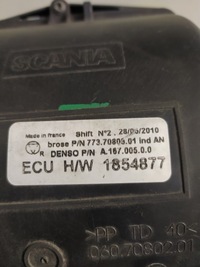 SCANIA
Made in france Shift N°2 , 28/05/2010
brose P/N 773.70805.01 ind AN
DENSO P/N A.167.005.0.0
ECU H/W 1854877
>PP TD 40<
030.70802.01